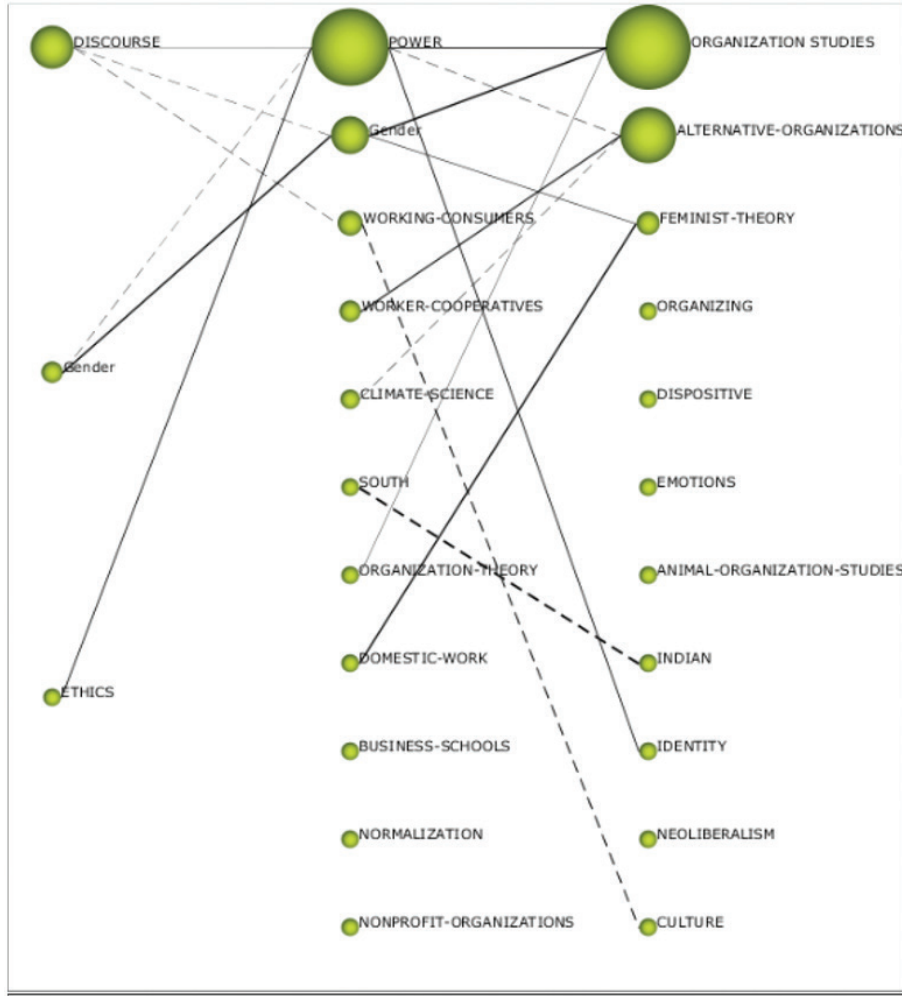 DISCOURSE
Gender
ETHICS
POWER
Gender
WORKING-CONSUMERS
WORKER-COOPERATIVES
CLIMATE-SCIENCE
SOUTH
ORGANIZATION-THEORY
DOMESTIC-WORK
BUSINESS-SCHOOLS
NORMALIZATION
NONPROFIT-ORGANIZATIONS
ORGANIZATION STUDIES
ALTERNATIVE-ORGANIZATIONS
FEMINIST-THEORY
ORGANIZING
DISPOSITIVE
EMOTIONS
ANIMAL-ORGANIZATION-STUDIES
INDIAN
IDENTITY
NEOLIBERALISM
CULTURE